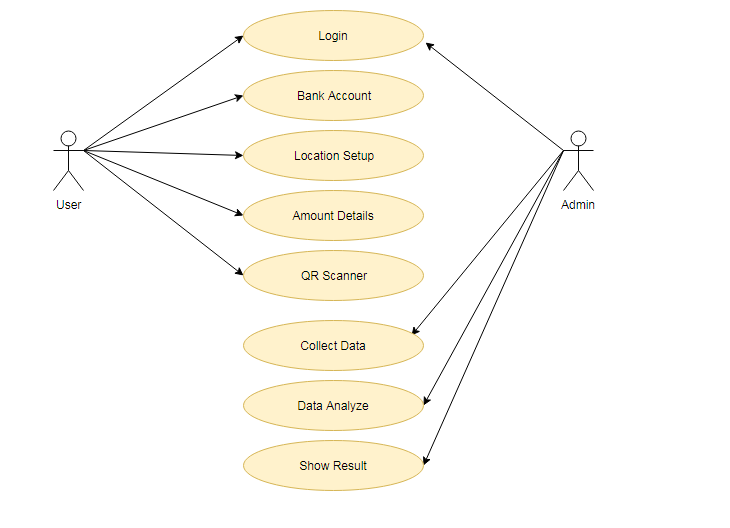 Login
Bank Account
Location Setup
User
Admin
Amount Details
QR Scanner
Collect Data
Data Analyze
Show Result